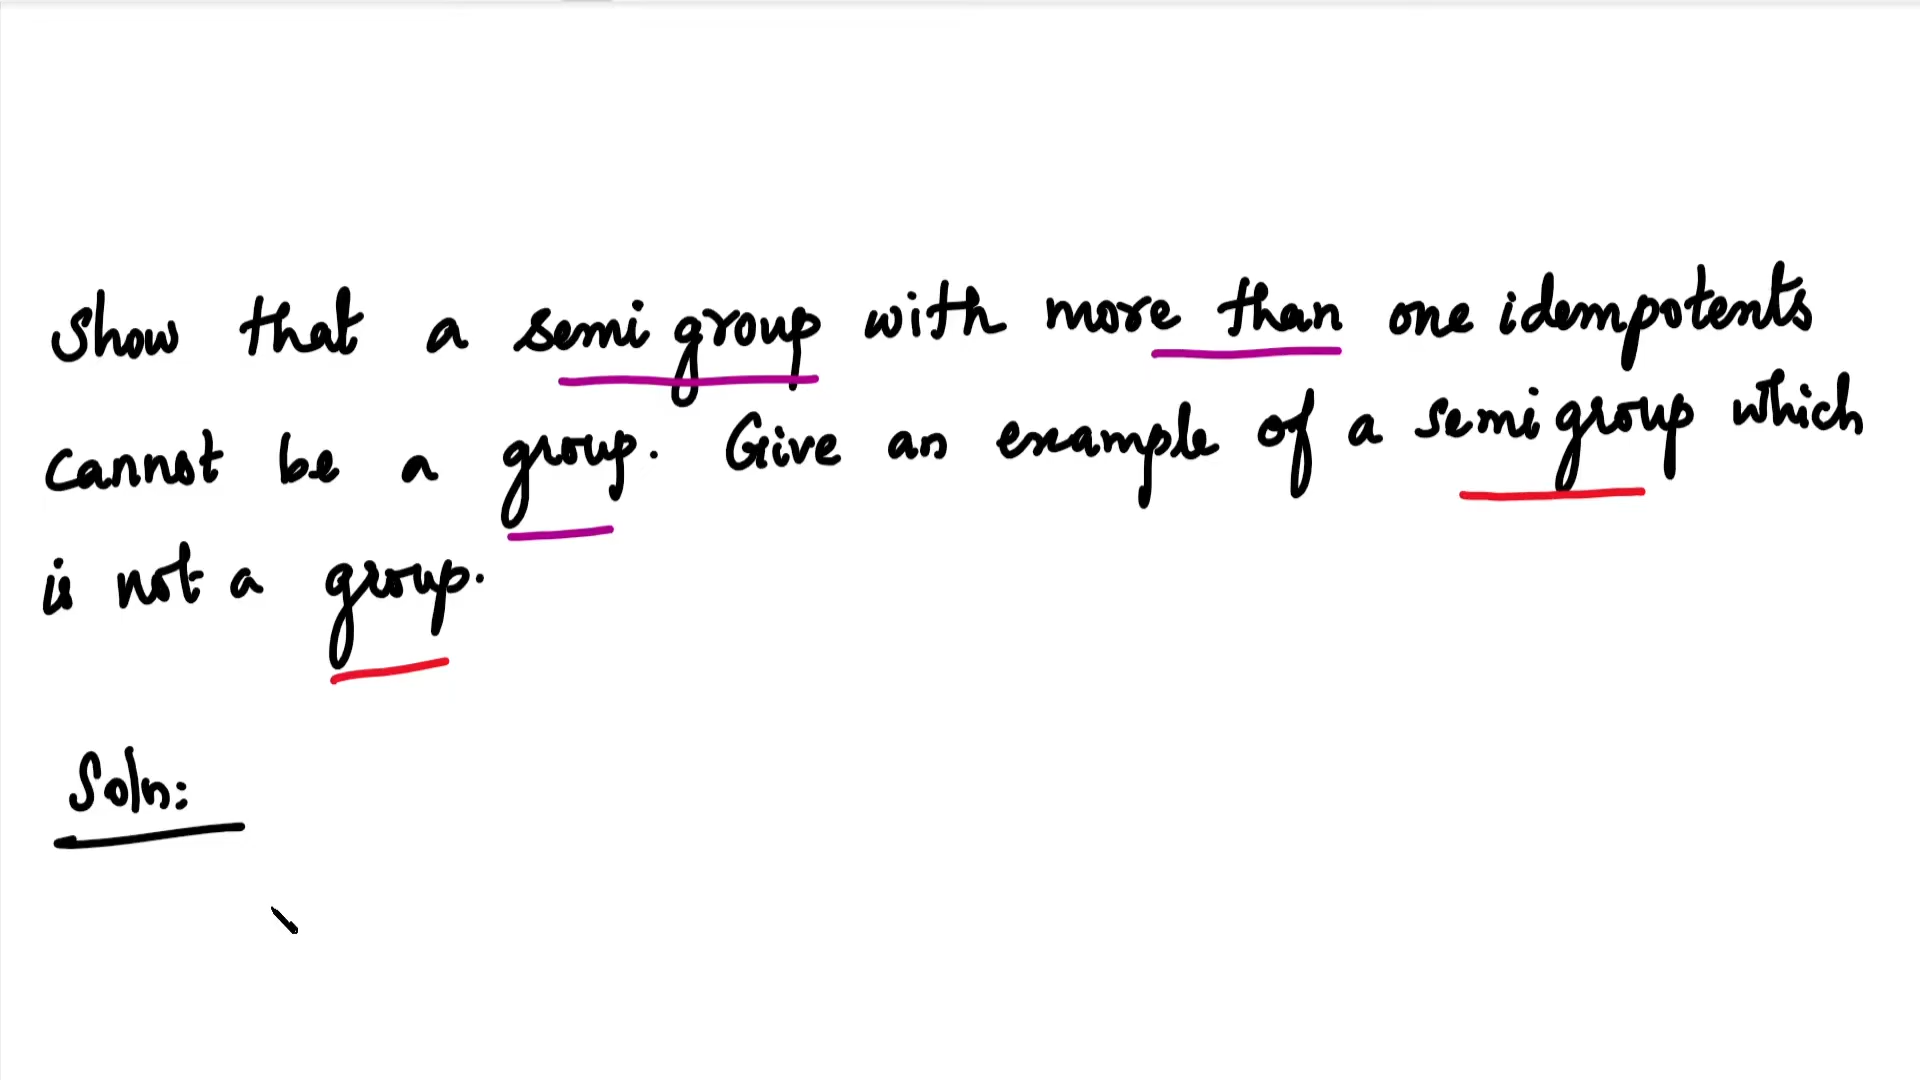 Show that a semi group with more than one idempotents
cannot be a group. Give an example of a semi group which
is not a group.
Soln: